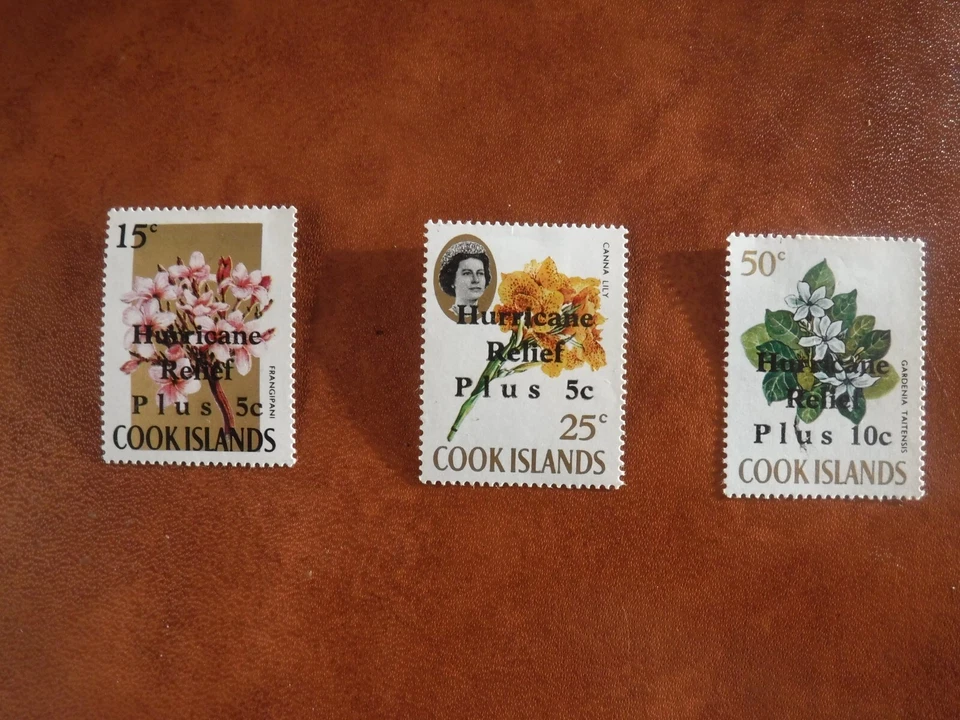 15c
Hurricane
Relief
Plus 5c
FRANGIPANI
COOK ISLANDS
CANNA LILY
Hurricane
Relief
Plus 5c
25c
COOK ISLANDS
50c
Hurricane
Relief
Plus 10c
GARDENIA TAITENSIS
COOK ISLANDS